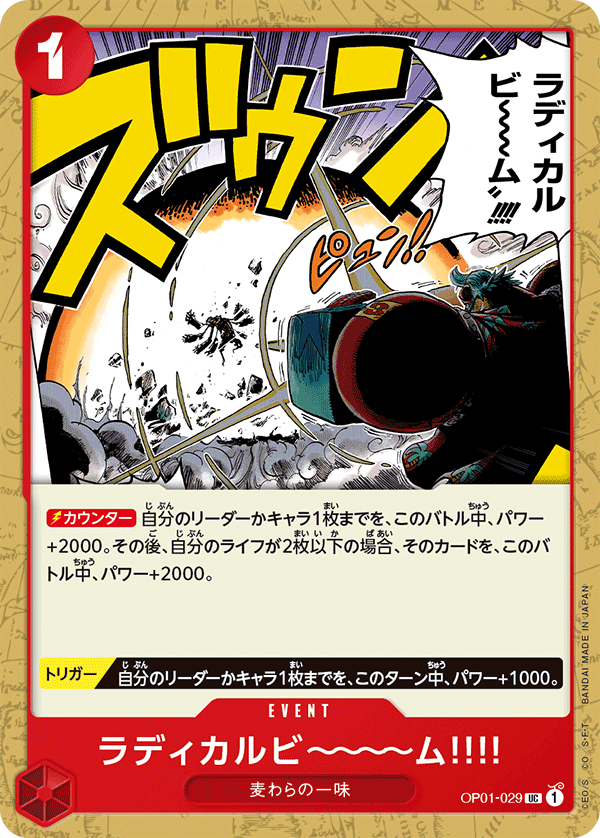 1
ズゥン
ラディカル
ビ〜〜〜ム!!!!
ピュン!!
カウンター 自分のリーダーかキャラ1枚までを、このバトル中、パワー
+2000。その後、自分のライフが2枚以下の場合、そのカードを、このバ
トル中、パワー+2000。
トリガー 自分のリーダーかキャラ1枚までを、このターン中、パワー+1000。
EVENT
ラディカルビ〜〜〜〜ム!!!!
麦わらの一味
OP01-029 UC 1
©E.O/S. ©O S・F・T BANDAI MADE IN JAPAN